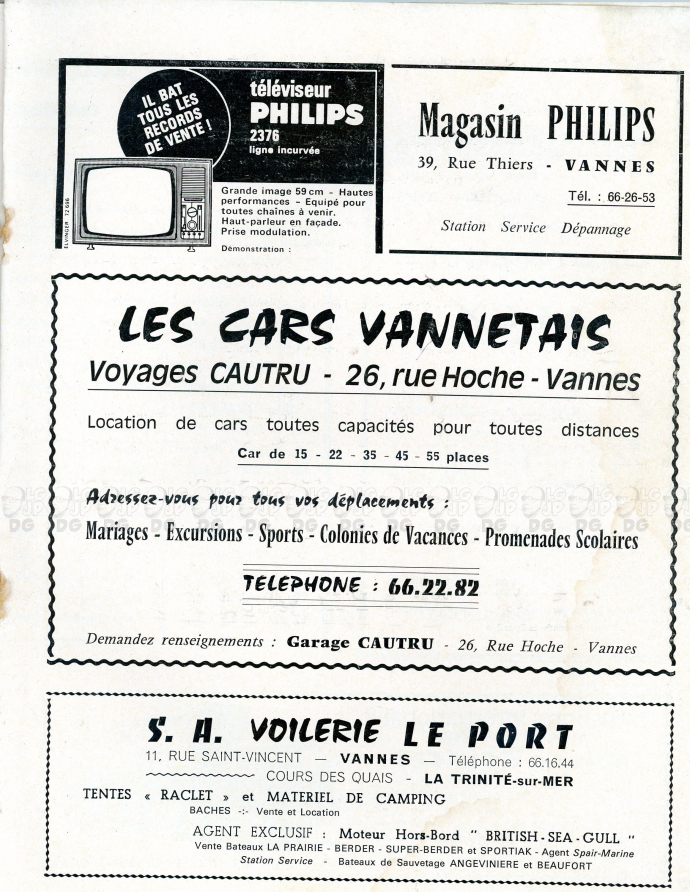 IL BAT
TOUS LES
RECORDS
DE VENTE !
téléviseur
PHILIPS
2376
ligne incurvée
Grande image 59 cm - Hautes
performances - Equipé pour
toutes chaînes à venir.
Haut-parleur en façade.
Prise modulation.
Démonstration :
ELVINGER 12 696
Magasin PHILIPS
39, Rue Thiers - VANNES
Tél. : 66-26-53
Station Service Dépannage
LES CARS VANNETAIS
Voyages CAUTRU - 26, rue Hoche - Vannes
Location de cars toutes capacités pour toutes distances
Car de 15 - 22 - 35 - 45 - 55 places
Adressez-vous pour tous vos déplacements :
Mariages - Excursions - Sports - Colonies de Vacances - Promenades Scolaires
TELEPHONE : 66.22.82
Demandez renseignements : Garage CAUTRU - 26, Rue Hoche - Vannes
S. A. VOILERIE LE PORT
11, RUE SAINT-VINCENT — VANNES — Téléphone : 66.16.44
COURS DES QUAIS - LA TRINITÉ-sur-MER
TENTES « RACLET » et MATERIEL DE CAMPING
BACHES -:- Vente et Location
AGENT EXCLUSIF : Moteur Hors-Bord " BRITISH-SEA-GULL "
Vente Bateaux LA PRAIRIE - BERDER - SUPER-BERDER et SPORTIAK - Agent Spair-Marine
Station Service - Bateaux de Sauvetage ANGEVINIERE et BEAUFORT